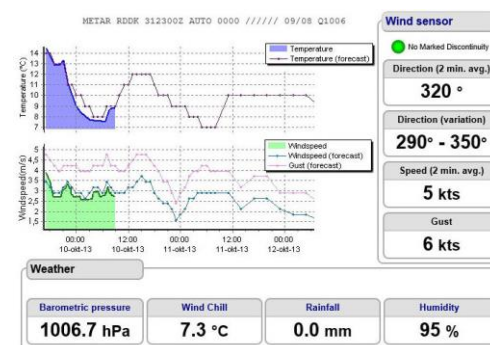 METAR RDDK 312300Z AUTO 0000 ////// 09/08 Q1006
Temperature (°C)
14
13
12
11
10
9
8
7
Temperature
Temperature (forecast)
Windspeed(m/s)
5
4,5
4
3,5
3
2,5
2
1,5
Windspeed
Windspeed (forecast)
Gust (forecast)
00:00 12:00 00:00 12:00 00:00
10-okt-13 10-okt-13 11-okt-13 11-okt-13 12-okt-13
Wind sensor
No Marked Discontinuity
Direction (2 min. avg.)
320 °
Direction (variation)
290° - 350°
Speed (2 min. avg.)
5 kts
Gust
6 kts
Weather
Barometric pressure Wind Chill Rainfall Humidity
1006.7 hPa 7.3 °C 0.0 mm 95 %